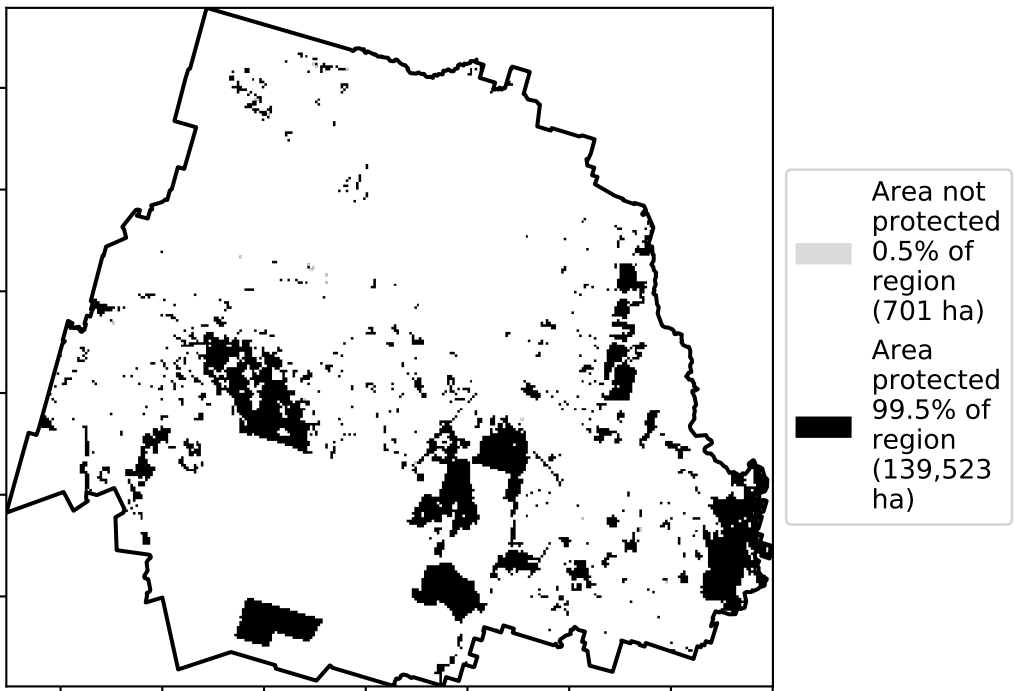 Area not
protected
0.5% of
region
(701 ha)
Area
protected
99.5% of
region
(139,523
ha)